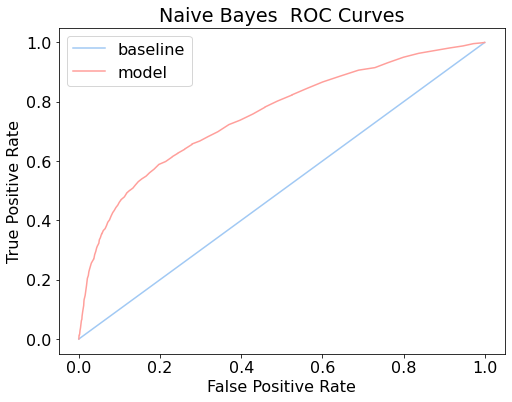 Naive Bayes  ROC Curves
baseline
model
True Positive Rate
1.0
0.8
0.6
0.4
0.2
0.0
0.0 0.2 0.4 0.6 0.8 1.0
False Positive Rate